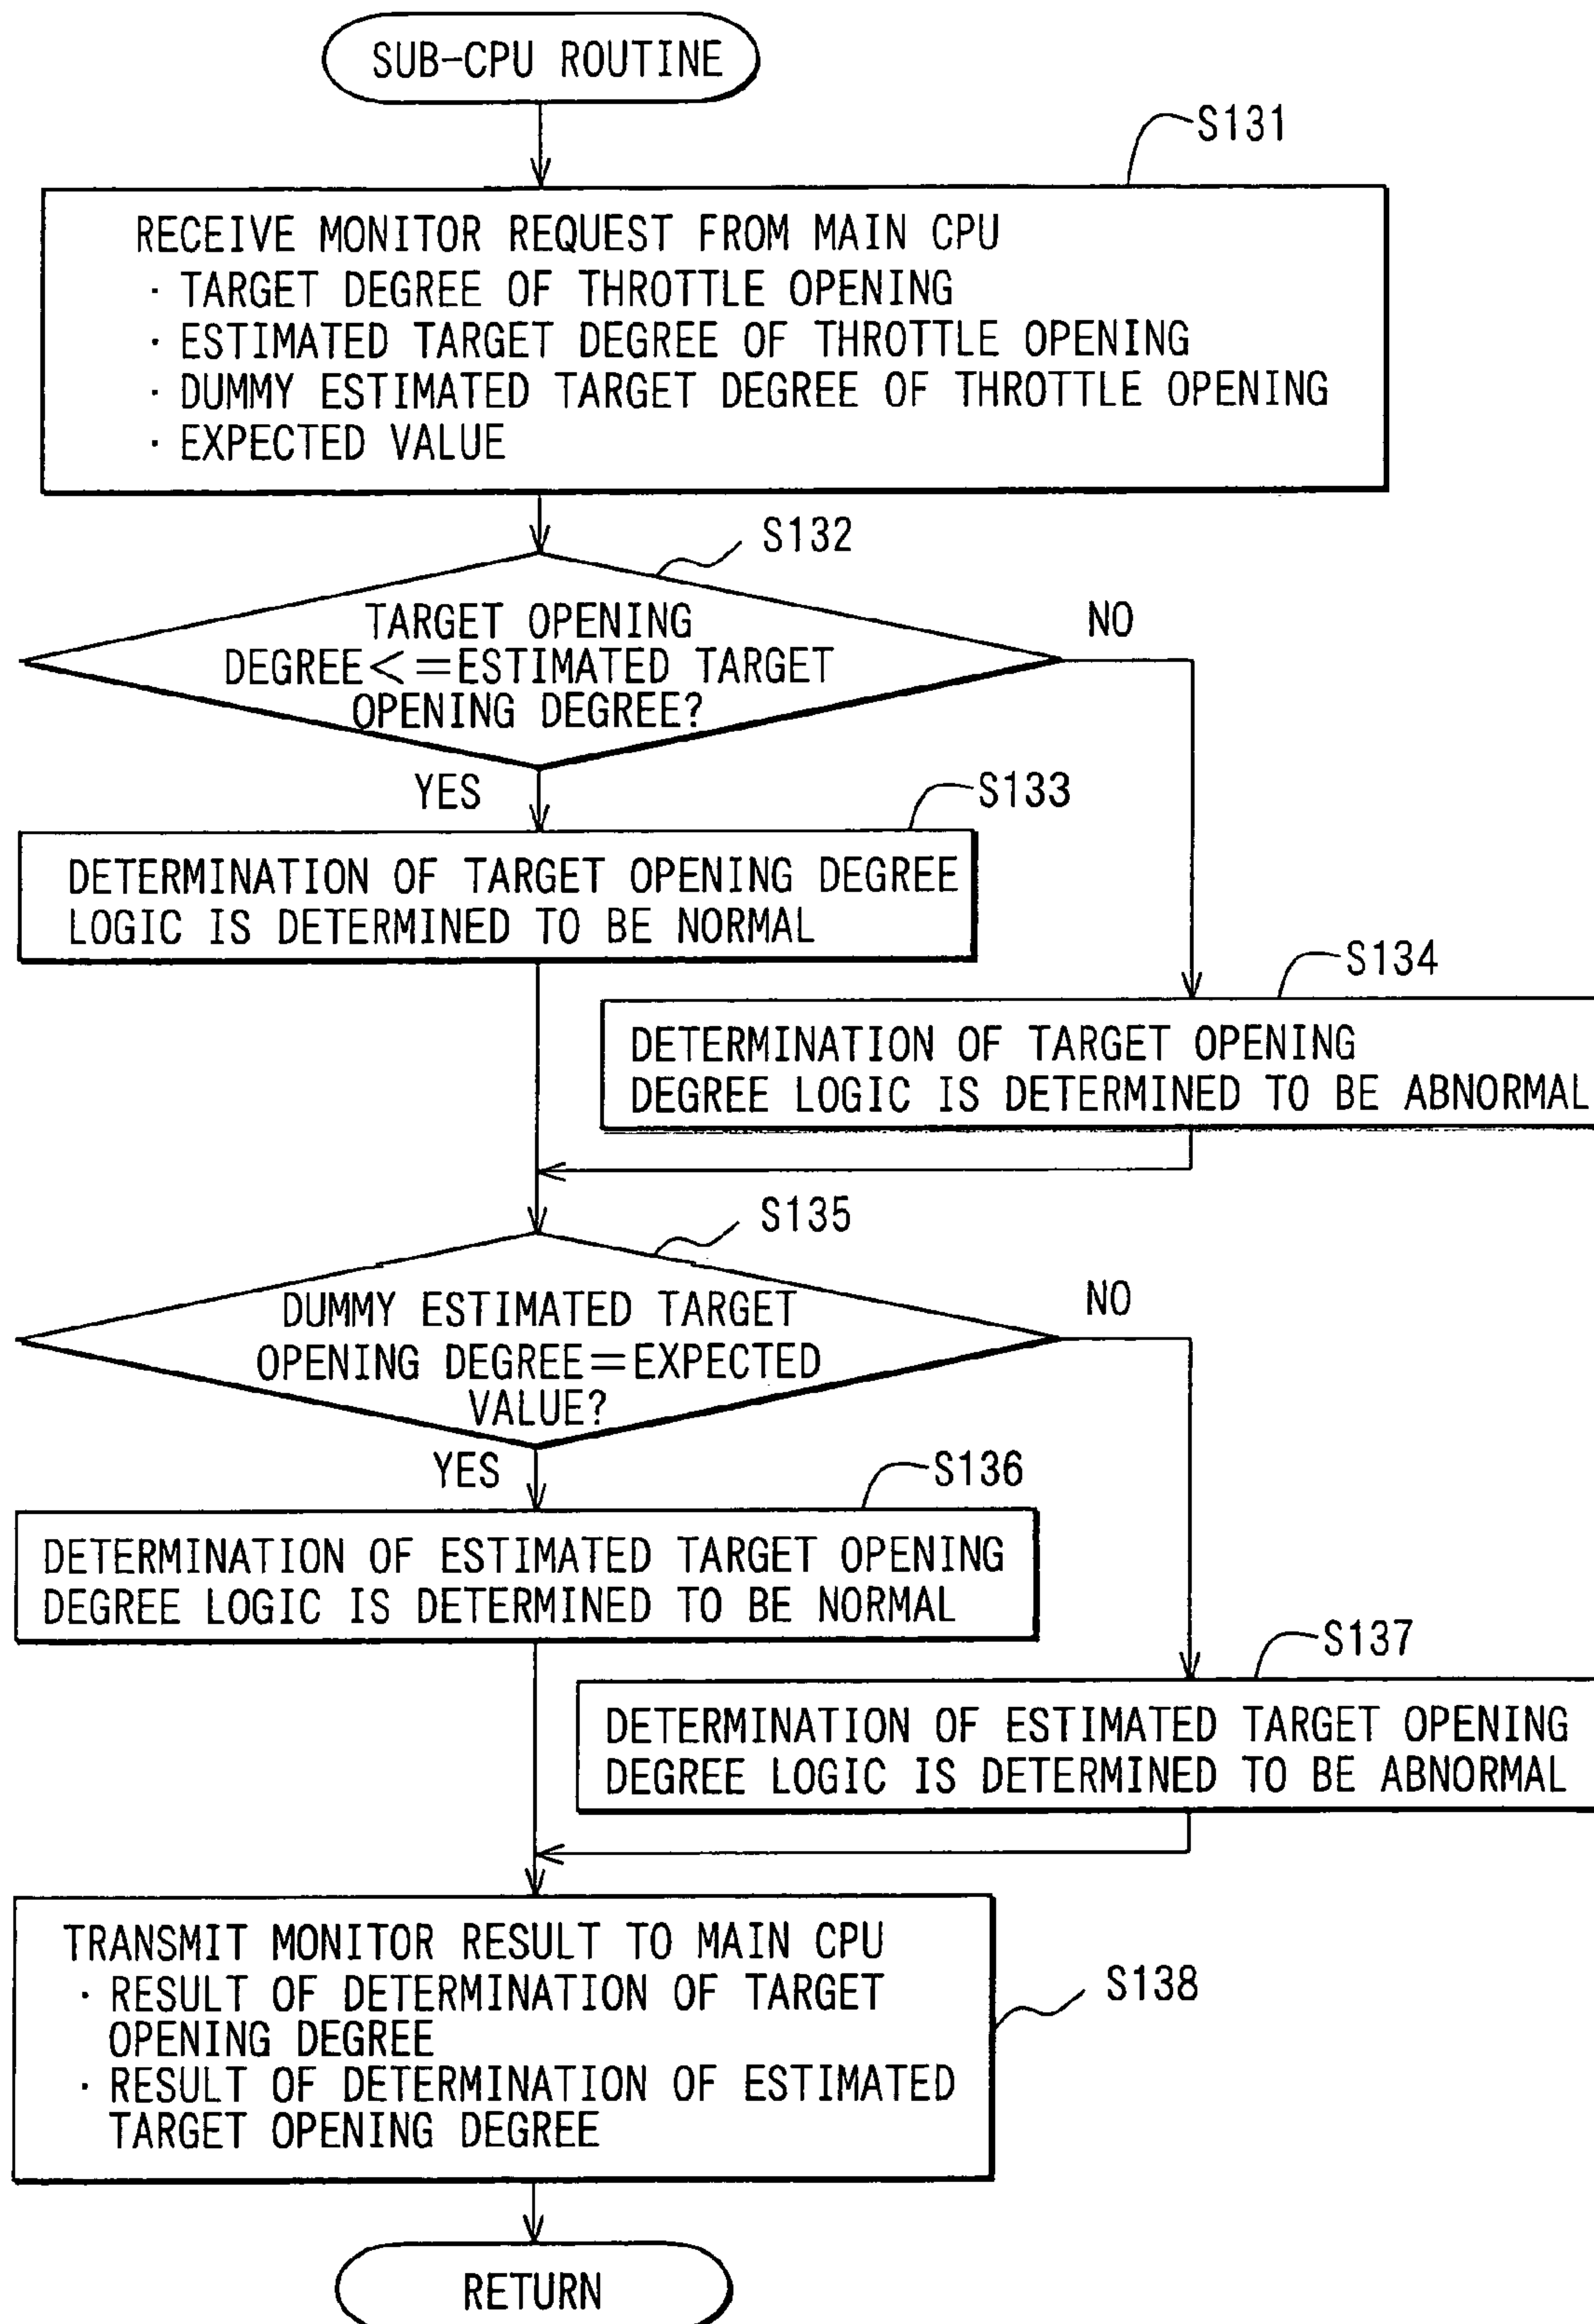 SUB-CPU ROUTINE
S131
RECEIVE MONITOR REQUEST FROM MAIN CPU
· TARGET DEGREE OF THROTTLE OPENING
· ESTIMATED TARGET DEGREE OF THROTTLE OPENING
· DUMMY ESTIMATED TARGET DEGREE OF THROTTLE OPENING
· EXPECTED VALUE
S132
TARGET OPENING
DEGREE<=ESTIMATED TARGET
OPENING DEGREE?
NO
YES
S133
DETERMINATION OF TARGET OPENING DEGREE
LOGIC IS DETERMINED TO BE NORMAL
S134
DETERMINATION OF TARGET OPENING
DEGREE LOGIC IS DETERMINED TO BE ABNORMAL
S135
DUMMY ESTIMATED TARGET
OPENING DEGREE=EXPECTED
VALUE?
NO
YES
S136
DETERMINATION OF ESTIMATED TARGET OPENING
DEGREE LOGIC IS DETERMINED TO BE NORMAL
S137
DETERMINATION OF ESTIMATED TARGET OPENING
DEGREE LOGIC IS DETERMINED TO BE ABNORMAL
TRANSMIT MONITOR RESULT TO MAIN CPU
· RESULT OF DETERMINATION OF TARGET
OPENING DEGREE
· RESULT OF DETERMINATION OF ESTIMATED
TARGET OPENING DEGREE
S138
RETURN